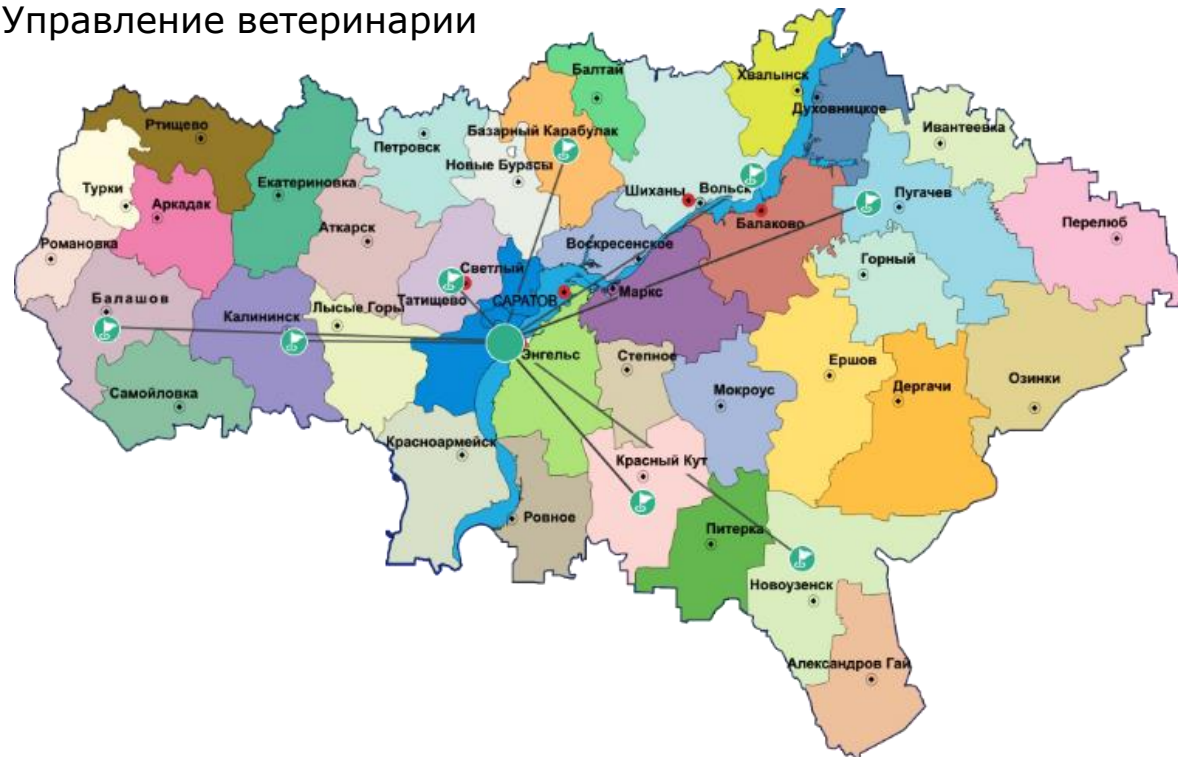 Управление ветеринарии
Балтай
Хвалынск
Духовницкое
Ртищево
Базарный Карабулак
Ивантеевка
Петровск
Новые Бурасы
Турки
Екатериновка
Шиханы
Вольск
Пугачев
Аркадак
Аткарск
Балаково
Перелюб
Романовка
Воскресенское
Горный
Светлый
Балашов
Татищево
САРАТОВ
Маркс
Калининск
Лысые Горы
Энгельс
Степное
Ершов
Озинки
Самойловка
Мокроус
Дергачи
Красноармейск
Красный Кут
Ровное
Питерка
Новоузенск
Александров Гай